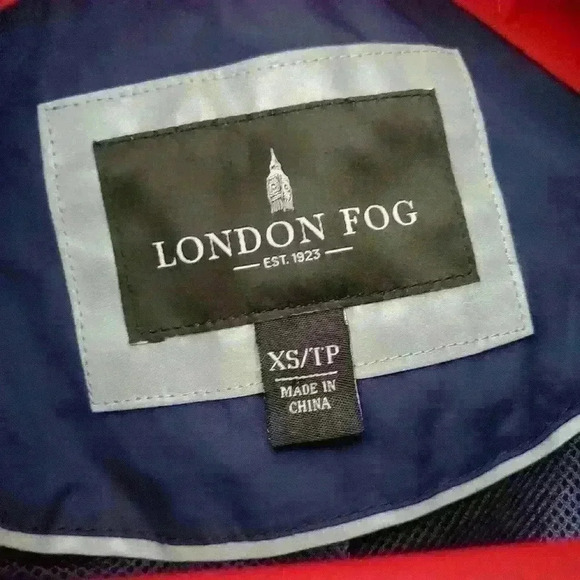 LONDON FOG
EST. 1923
XS/TP
MADE IN
CHINA